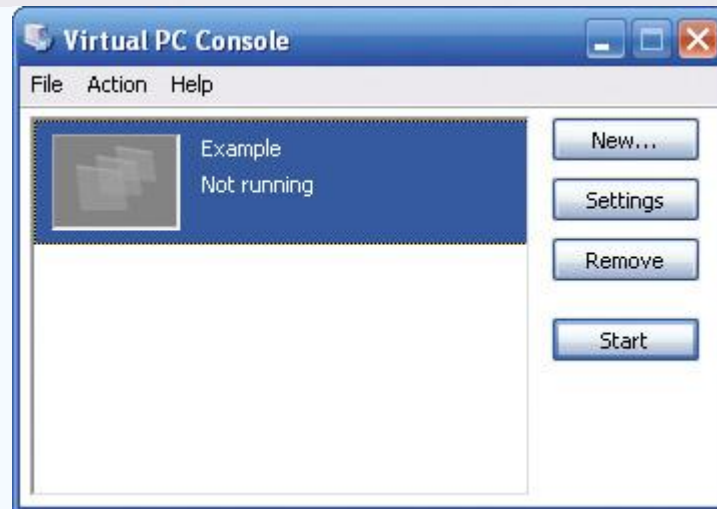 Virtual PC Console
File Action Help
Example
Not running
New...
Settings
Remove
Start